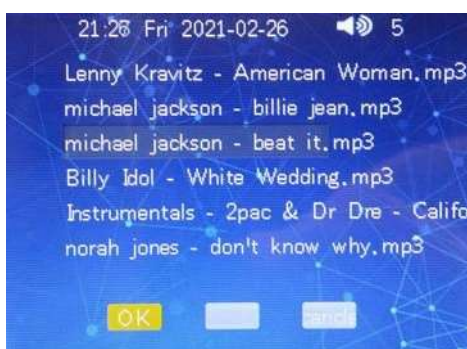 21:26 Fri 2021-02-26 5
Lenny Kravitz - American Woman.mp3
michael jackson - billie jean.mp3
michael jackson - beat it.mp3
Billy Idol - White Wedding.mp3
Instrumentals - 2pac & Dr Dre - Califo
norah jones - don't know why.mp3
OK